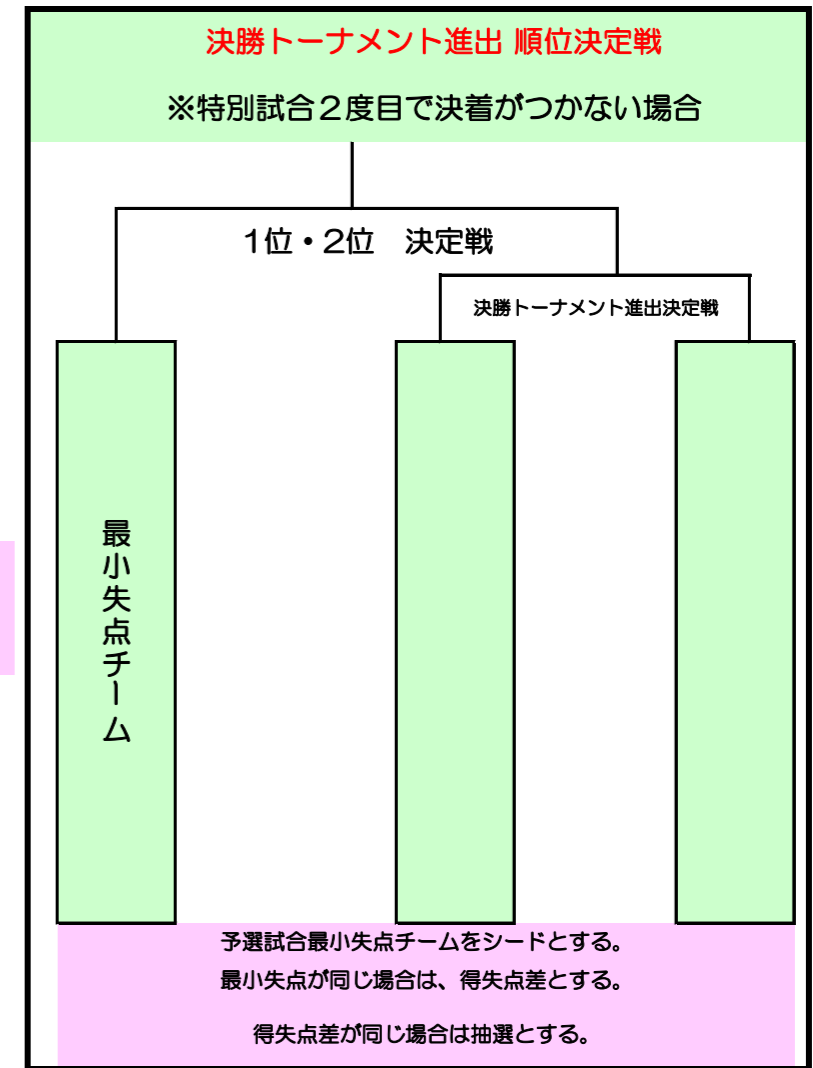 決勝トーナメント進出 順位決定戦
※特別試合２度目で決着がつかない場合
1位・2位　決定戦
決勝トーナメント進出決定戦
最小失点チーム
予選試合最小失点チームをシードとする。
最小失点が同じ場合は、得失点差とする。
得失点差が同じ場合は抽選とする。